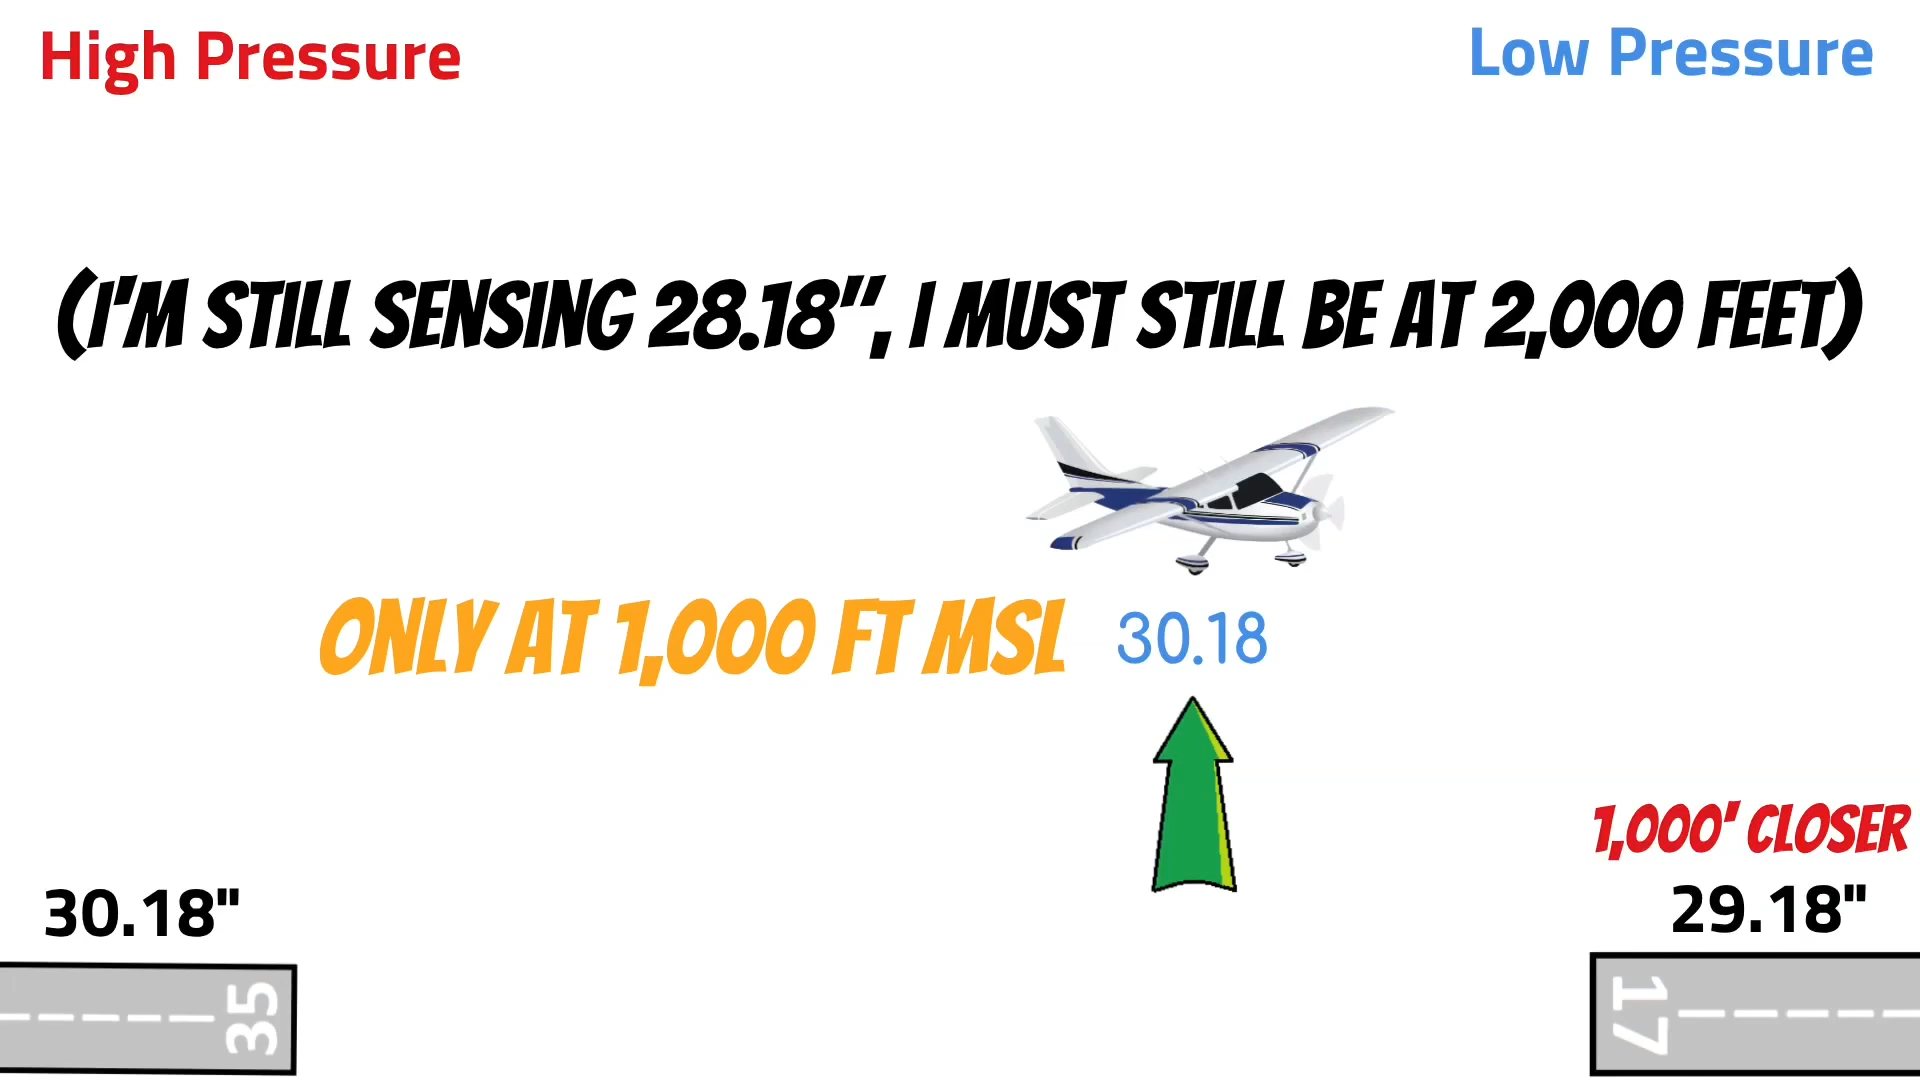 High Pressure
Low Pressure
(I'M STILL SENSING 28.18", I MUST STILL BE AT 2,000 FEET)
ONLY AT 1,000 FT MSL
30.18
1,000' CLOSER
30.18"
29.18"
35
17